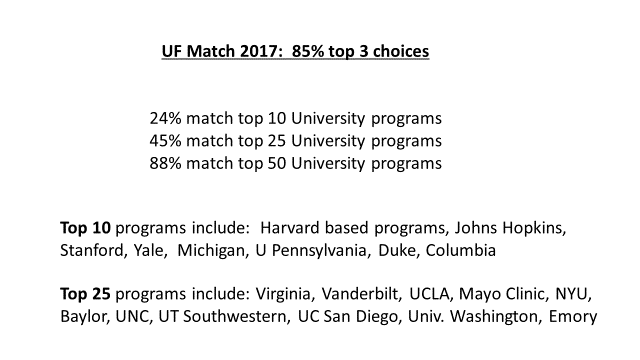 UF Match 2017: 85% top 3 choices
24% match top 10 University programs
45% match top 25 University programs
88% match top 50 University programs
Top 10 programs include: Harvard based programs, Johns Hopkins,
Stanford, Yale, Michigan, U Pennsylvania, Duke, Columbia
Top 25 programs include: Virginia, Vanderbilt, UCLA, Mayo Clinic, NYU,
Baylor, UNC, UT Southwestern, UC San Diego, Univ. Washington, Emory